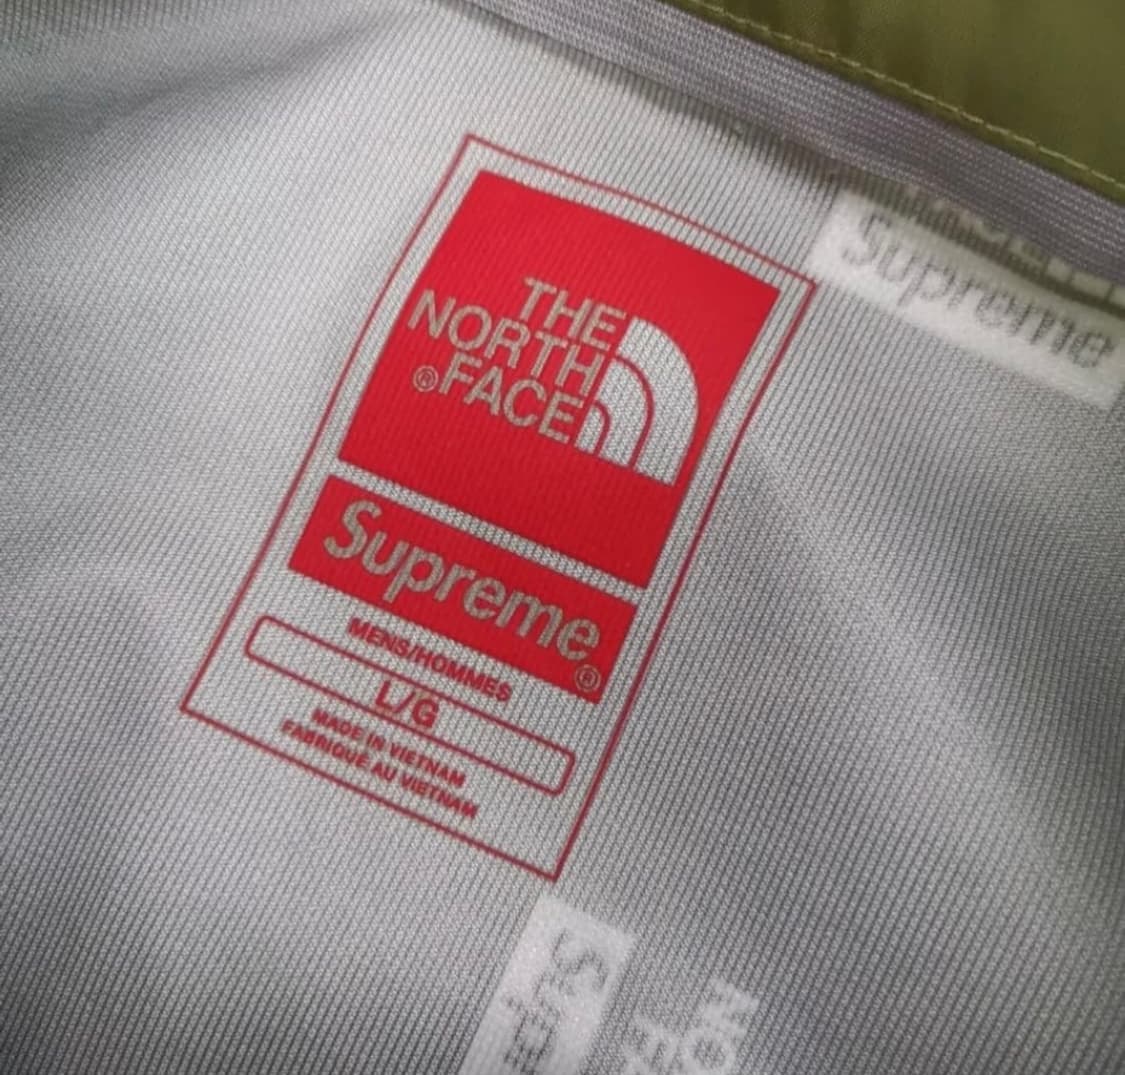 THE
NORTH
®FACE
Supreme
®
MENS/HOMMES
L/G
MADE IN VIETNAM
FABRIQUÉ AU VIETNAM
Supreme